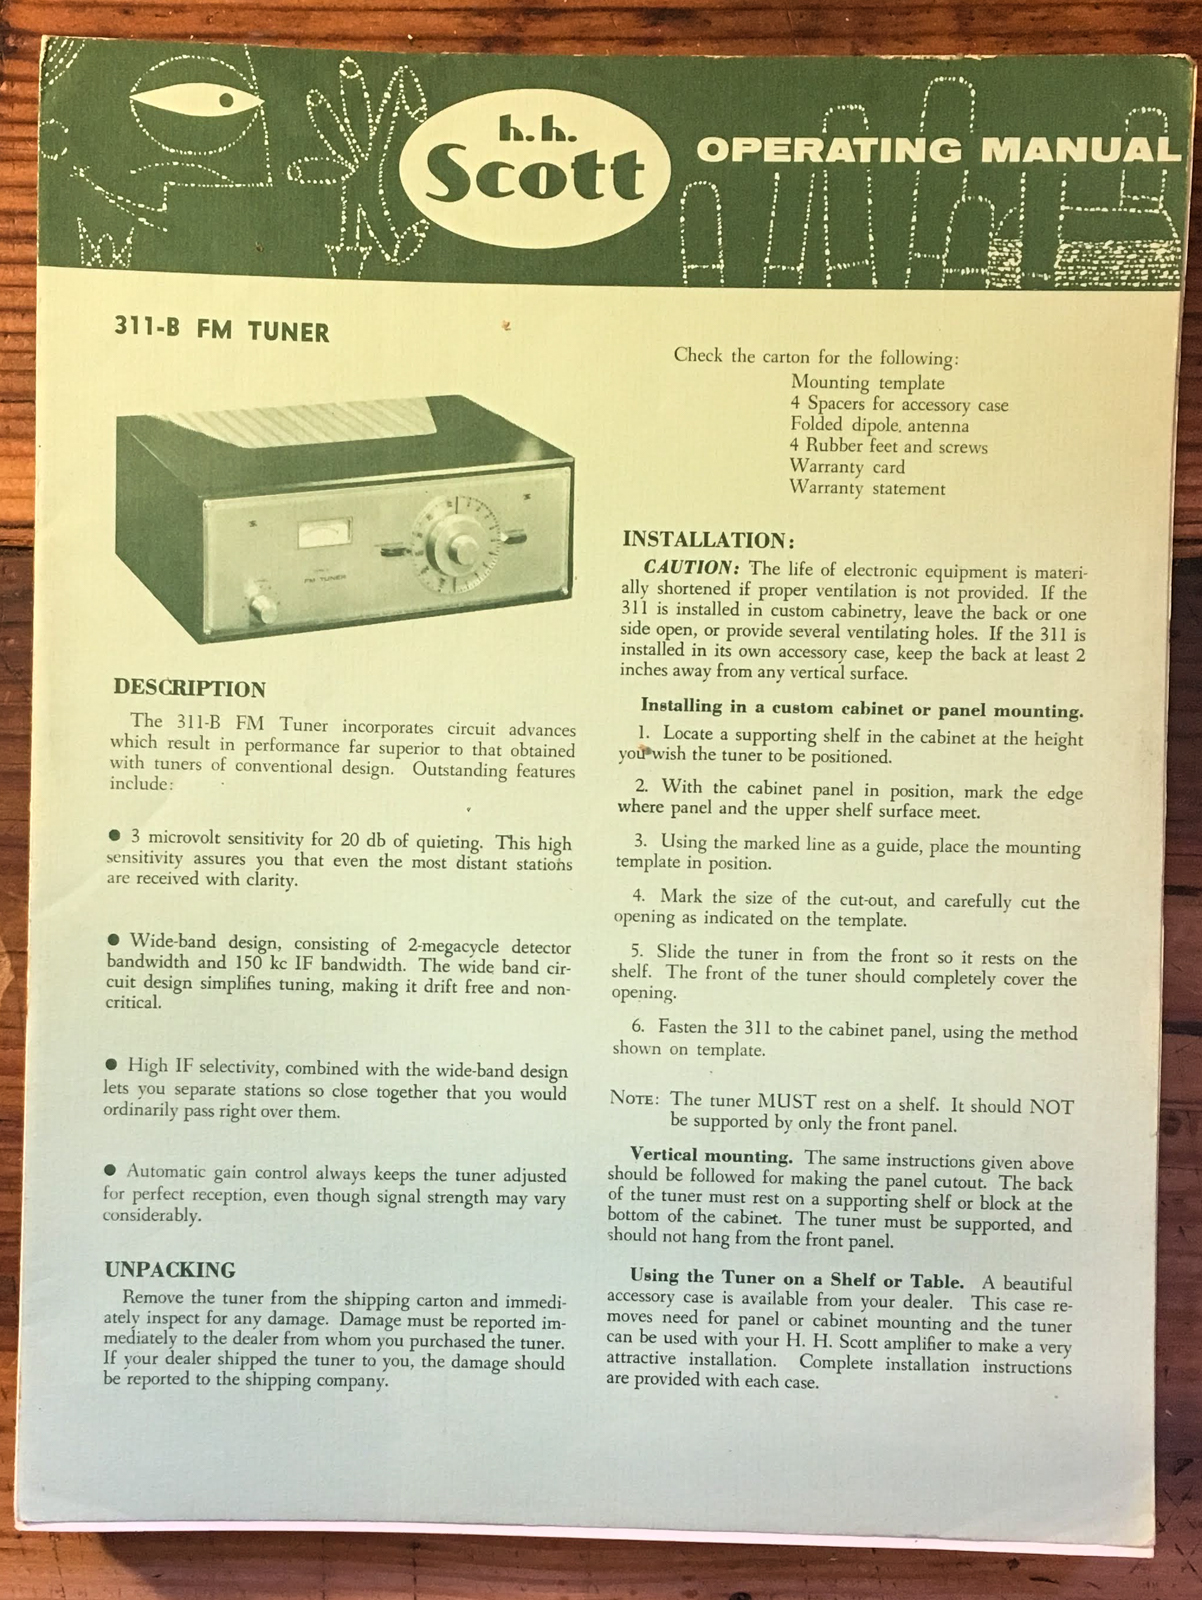 h.h.
Scott
OPERATING MANUAL
311-B FM TUNER
FM TUNER
DESCRIPTION
The 311-B FM Tuner incorporates circuit advances
which result in performance far superior to that obtained
with tuners of conventional design. Outstanding features
include:
● 3 microvolt sensitivity for 20 db of quieting. This high
sensitivity assures you that even the most distant stations
are received with clarity.
● Wide-band design, consisting of 2-megacycle detector
bandwidth and 150 kc IF bandwidth. The wide band cir-
cuit design simplifies tuning, making it drift free and non-
critical.
● High IF selectivity, combined with the wide-band design
lets you separate stations so close together that you would
ordinarily pass right over them.
● Automatic gain control always keeps the tuner adjusted
for perfect reception, even though signal strength may vary
considerably.
UNPACKING
Remove the tuner from the shipping carton and immedi-
ately inspect for any damage. Damage must be reported im-
mediately to the dealer from whom you purchased the tuner.
If your dealer shipped the tuner to you, the damage should
be reported to the shipping company.
Check the carton for the following:
Mounting template
4 Spacers for accessory case
Folded dipole, antenna
4 Rubber feet and screws
Warranty card
Warranty statement
INSTALLATION:
CAUTION: The life of electronic equipment is materi-
ally shortened if proper ventilation is not provided. If the
311 is installed in custom cabinetry, leave the back or one
side open, or provide several ventilating holes. If the 311 is
installed in its own accessory case, keep the back at least 2
inches away from any vertical surface.
Installing in a custom cabinet or panel mounting.
1. Locate a supporting shelf in the cabinet at the height
you wish the tuner to be positioned.
2. With the cabinet panel in position, mark the edge
where panel and the upper shelf surface meet.
3. Using the marked line as a guide, place the mounting
template in position.
4. Mark the size of the cut-out, and carefully cut the
opening as indicated on the template.
5. Slide the tuner in from the front so it rests on the
shelf. The front of the tuner should completely cover the
opening.
6. Fasten the 311 to the cabinet panel, using the method
shown on template.
NOTE: The tuner MUST rest on a shelf. It should NOT
be supported by only the front panel.
Vertical mounting. The same instructions given above
should be followed for making the panel cutout. The back
of the tuner must rest on a supporting shelf or block at the
bottom of the cabinet. The tuner must be supported, and
should not hang from the front panel.
Using the Tuner on a Shelf or Table. A beautiful
accessory case is available from your dealer. This case re-
moves need for panel or cabinet mounting and the tuner
can be used with your H. H. Scott amplifier to make a very
attractive installation. Complete installation instructions
are provided with each case.